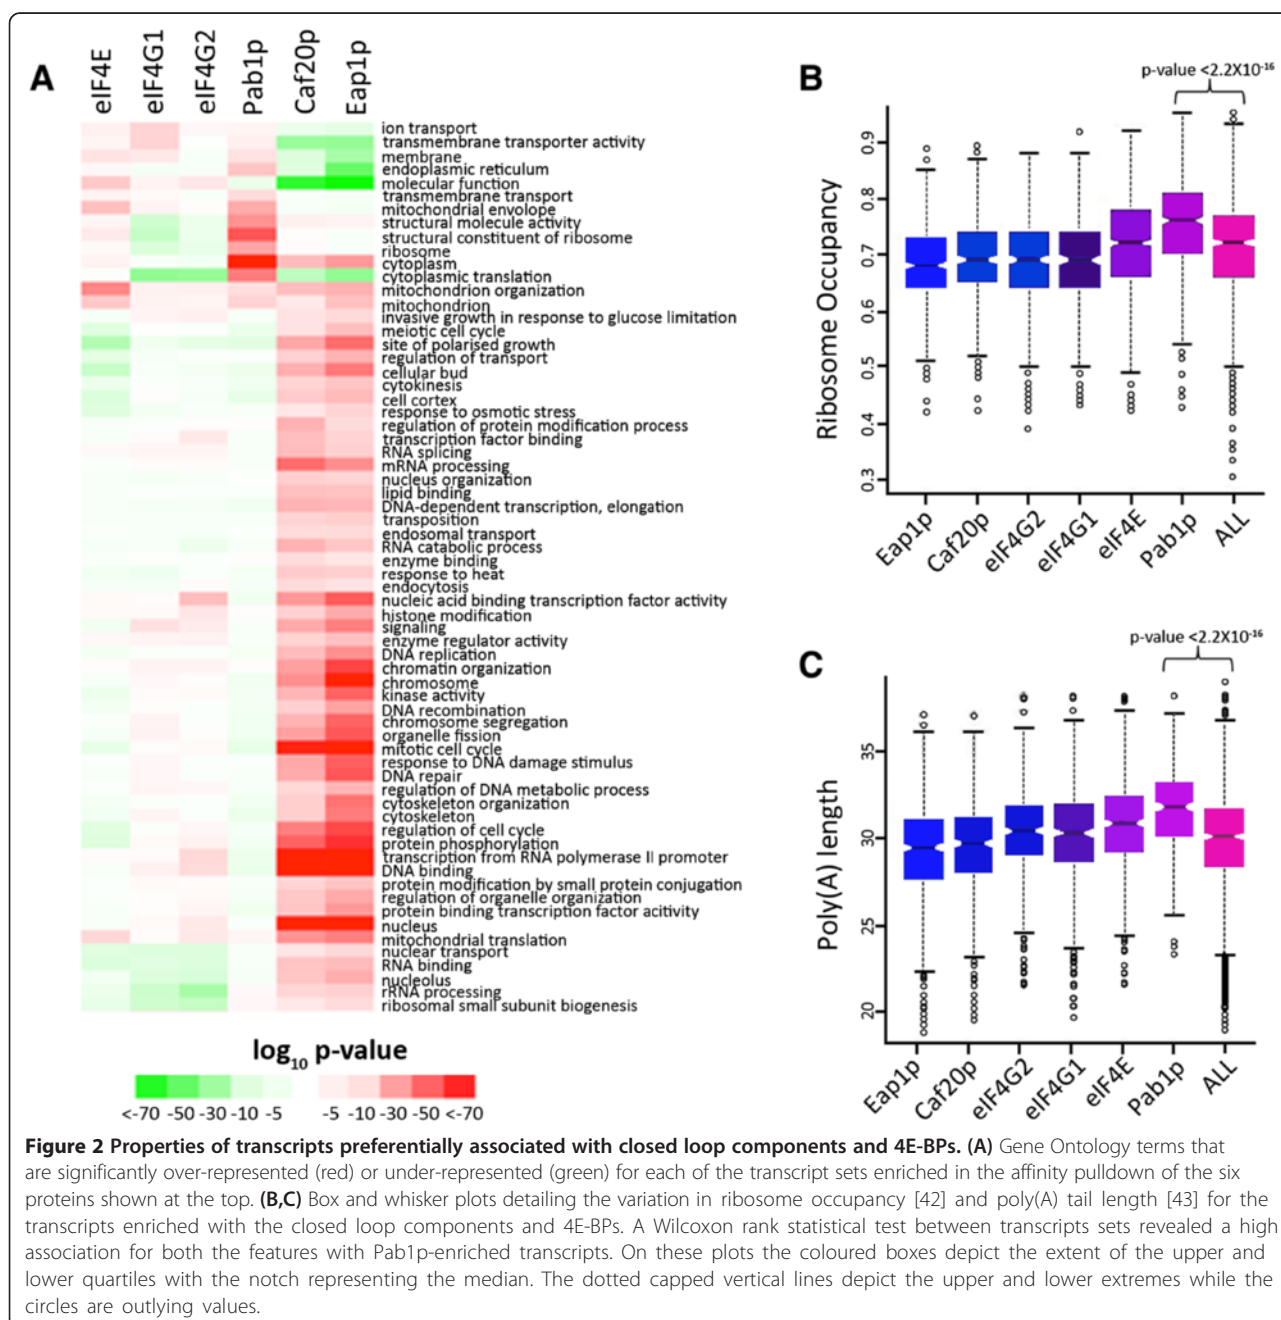 A
eIF4E
eIF4G1
eIF4G2
Pab1p
Caf20p
Eap1p
ion transport
transmembrane transporter activity
membrane
endoplasmic reticulum
molecular function
transmembrane transport
mitochondrial envelope
structural molecule activity
structural constituent of ribosome
ribosome
cytoplasm
cytoplasmic translation
mitochondrion organization
mitochondrion
invasive growth in response to glucose limitation
meiotic cell cycle
site of polarised growth
regulation of transport
cellular bud
cytokinesis
cell cortex
response to osmotic stress
regulation of protein modification process
transcription factor binding
RNA splicing
mRNA processing
nucleus organization
lipid binding
DNA-dependent transcription, elongation
transposition
endosomal transport
RNA catabolic process
enzyme binding
response to heat
endocytosis
nucleic acid binding transcription factor activity
histone modification
signaling
enzyme regulator activity
DNA replication
chromatin organization
chromosome
kinase activity
DNA recombination
chromosome segregation
organelle fission
mitotic cell cycle
response to DNA damage stimulus
DNA repair
regulation of DNA metabolic process
cytoskeleton organization
cytoskeleton
regulation of cell cycle
protein phosphorylation
transcription from RNA polymerase II promoter
DNA binding
protein modification by small protein conjugation
regulation of organelle organization
protein binding transcription factor acitivity
nucleus
mitochondrial translation
nuclear transport
RNA binding
nucleolus
rRNA processing
ribosomal small subunit biogenesis
log10 p-value
<-70 -50 -30 -10 -5 -5 -10 -30 -50 <-70
B
p-value <2.2X10-16
Ribosome Occupancy
0.9
0.8
0.7
0.6
0.5
0.4
0.3
Eap1p
Caf20p
eIF4G2
eIF4G1
eIF4E
Pab1p
ALL
C
p-value <2.2X10-16
Poly(A) length
35
30
25
20
Eap1p
Caf20p
eIF4G2
eIF4G1
eIF4E
Pab1p
ALL
Figure 2 Properties of transcripts preferentially associated with closed loop components and 4E-BPs. (A) Gene Ontology terms that
are significantly over-represented (red) or under-represented (green) for each of the transcript sets enriched in the affinity pulldown of the six
proteins shown at the top. (B,C) Box and whisker plots detailing the variation in ribosome occupancy [42] and poly(A) tail length [43] for the
transcripts enriched with the closed loop components and 4E-BPs. A Wilcoxon rank statistical test between transcripts sets revealed a high
association for both the features with Pab1p-enriched transcripts. On these plots the coloured boxes depict the extent of the upper and
lower quartiles with the notch representing the median. The dotted capped vertical lines depict the upper and lower extremes while the
circles are outlying values.